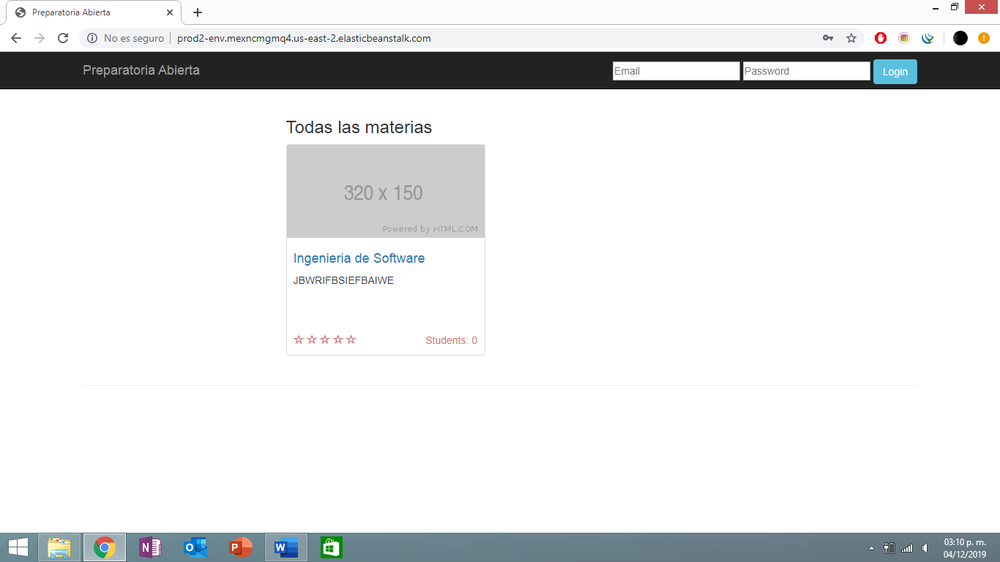 Preparatoria Abierta
No es seguro
prod2-env.mexncmgmq4.us-east-2.elasticbeanstalk.com
Preparatoria Abierta
Email
Password
Login
Todas las materias
320 x 150
Powered by HTML.COM
Ingenieria de Software
JBWRIFBSIEFBAIWE
Students: 0
03:10 p. m.
04/12/2019